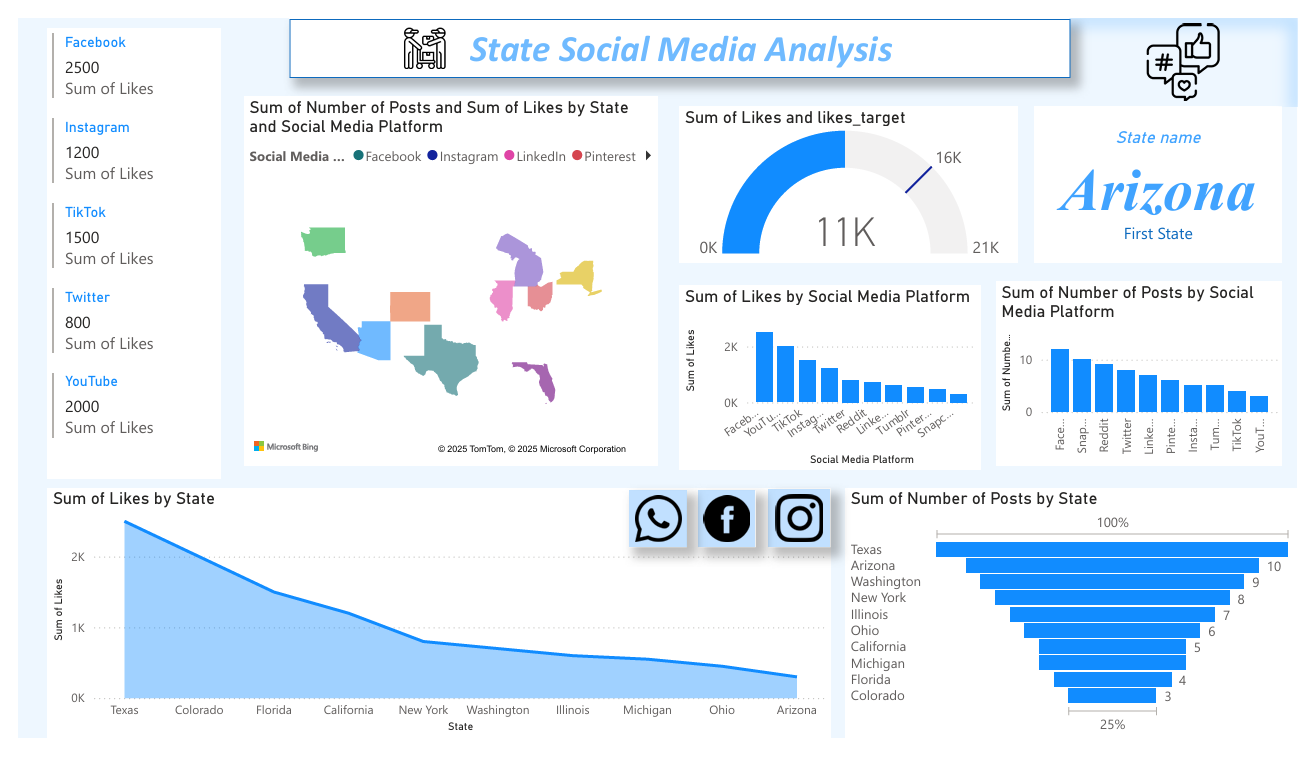 State Social Media Analysis
Facebook
2500
Sum of Likes
Instagram
1200
Sum of Likes
TikTok
1500
Sum of Likes
Twitter
800
Sum of Likes
YouTube
2000
Sum of Likes
Sum of Number of Posts and Sum of Likes by State
and Social Media Platform
Social Media ... Facebook Instagram LinkedIn Pinterest
Microsoft Bing
© 2025 TomTom, © 2025 Microsoft Corporation
Sum of Likes and likes_target
16K
11K
0K
21K
#
State name
Arizona
First State
Sum of Likes by Social Media Platform
Sum of Likes
2K
0K
Faceb...
YouTu...
TikTok
Instag...
Twitter
Reddit
Linke...
Tumblr
Pinter...
Snapc...
Social Media Platform
Sum of Number of Posts by Social
Media Platform
Sum of Numbe...
10
0
Face...
Snap...
Reddit
Twitter
Linke...
Pinte...
Insta...
Tum...
TikTok
YouT...
Sum of Likes by State
Sum of Likes
2K
1K
0K
Texas Colorado Florida California New York Washington Illinois Michigan Ohio Arizona
State
Sum of Number of Posts by State
100%
Texas
Arizona 10
Washington 9
New York 8
Illinois 7
Ohio 6
California 5
Michigan
Florida 4
Colorado 3
25%